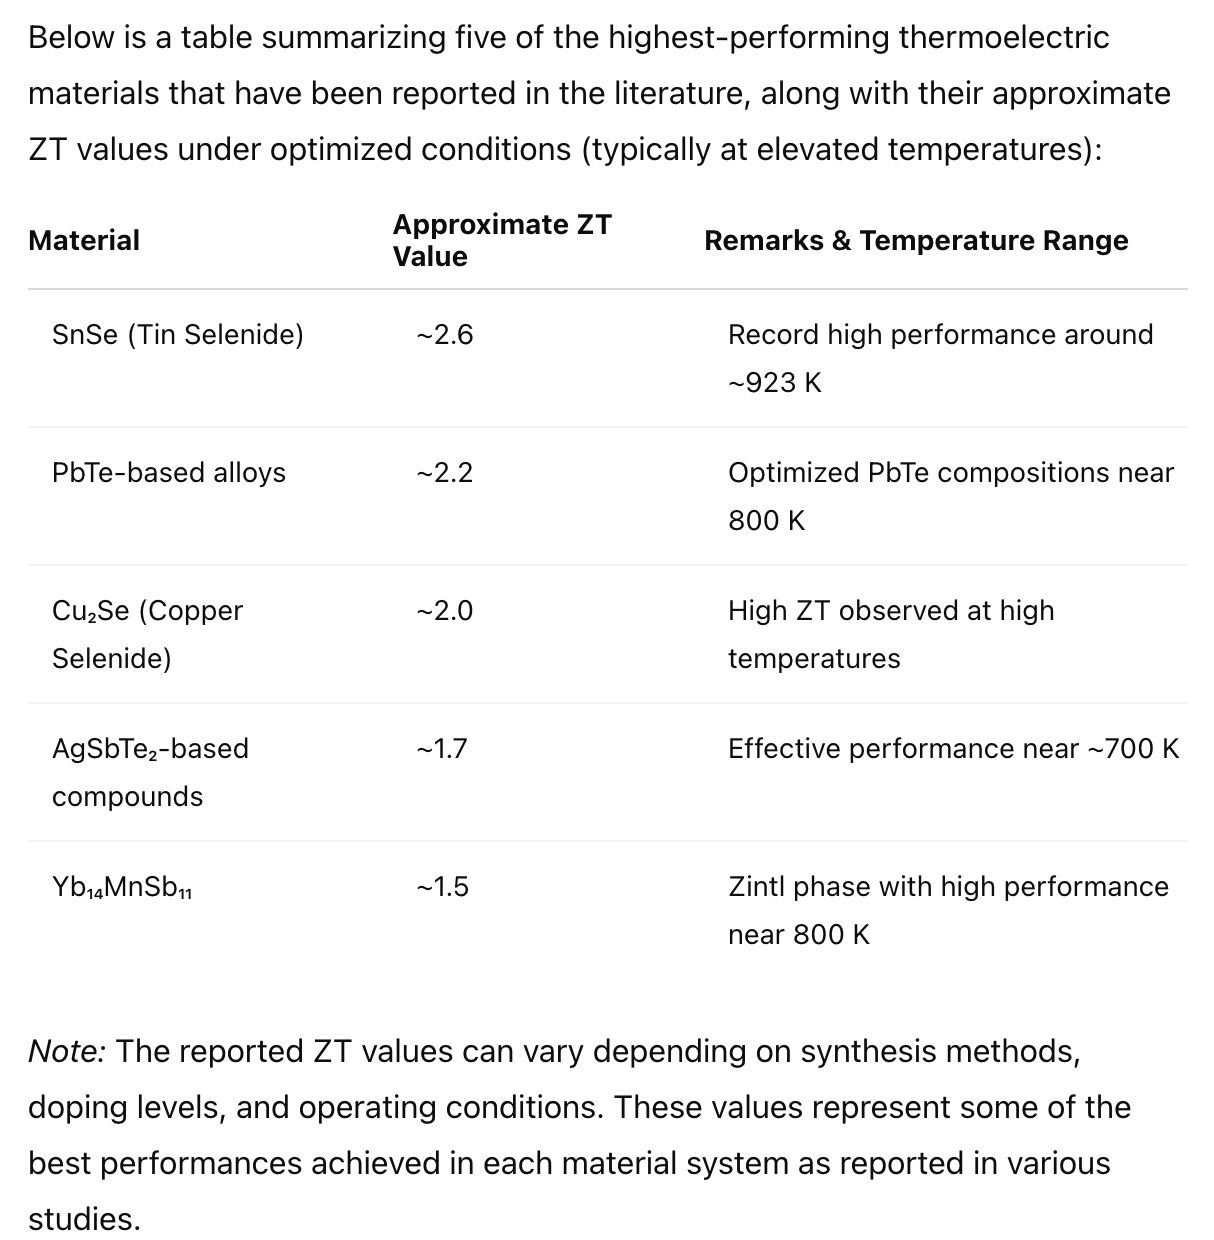 Below is a table summarizing five of the highest-performing thermoelectric
materials that have been reported in the literature, along with their approximate
ZT values under optimized conditions (typically at elevated temperatures):
Material
Approximate ZT
Value
Remarks & Temperature Range
SnSe (Tin Selenide)
~2.6
Record high performance around
~923 K
PbTe-based alloys
~2.2
Optimized PbTe compositions near
800 K
Cu₂Se (Copper
Selenide)
~2.0
High ZT observed at high
temperatures
AgSbTe₂-based
compounds
~1.7
Effective performance near ~700 K
Yb₁₄MnSb₁₁
~1.5
Zintl phase with high performance
near 800 K
Note: The reported ZT values can vary depending on synthesis methods,
doping levels, and operating conditions. These values represent some of the
best performances achieved in each material system as reported in various
studies.